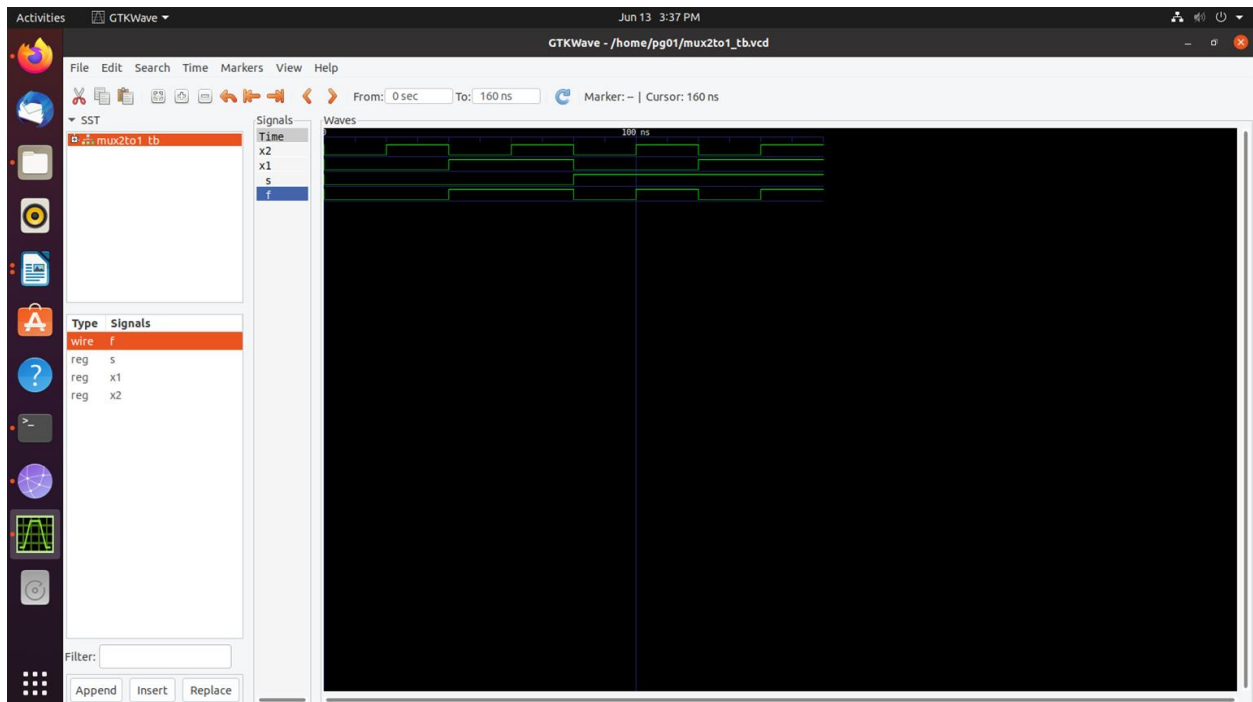 Activities GTKWave Jun 13 3:37 PM
GTKWave - /home/pg01/mux2to1_tb.vcd
File Edit Search Time Markers View Help
From: 0 sec To: 160 ns Marker: -- | Cursor: 160 ns
SST
mux2to1_tb
Type Signals
wire f
reg s
reg x1
reg x2
Filter:
Append Insert Replace
Signals
Time
x2
x1
s
f
Waves
100 ns